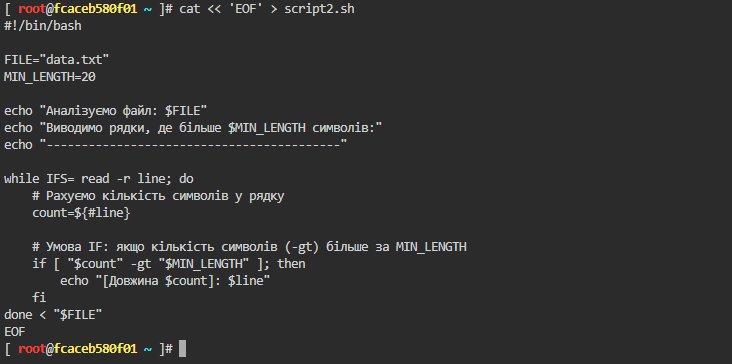 [ root@fcaceb580f01 ~ ]# cat << 'EOF' > script2.sh
#!/bin/bash

FILE="data.txt"
MIN_LENGTH=20

echo "Аналізуємо файл: $FILE"
echo "Виводимо рядки, де більше $MIN_LENGTH символів:"
echo "------------------------------------------"

while IFS= read -r line; do
    # Рахуємо кількість символів у рядку
    count=${#line}

    # Умова IF: якщо кількість символів (-gt) більше за MIN_LENGTH
    if [ "$count" -gt "$MIN_LENGTH" ]; then
        echo "[Довжина $count]: $line"
    fi
done < "$FILE"
EOF
[ root@fcaceb580f01 ~ ]#